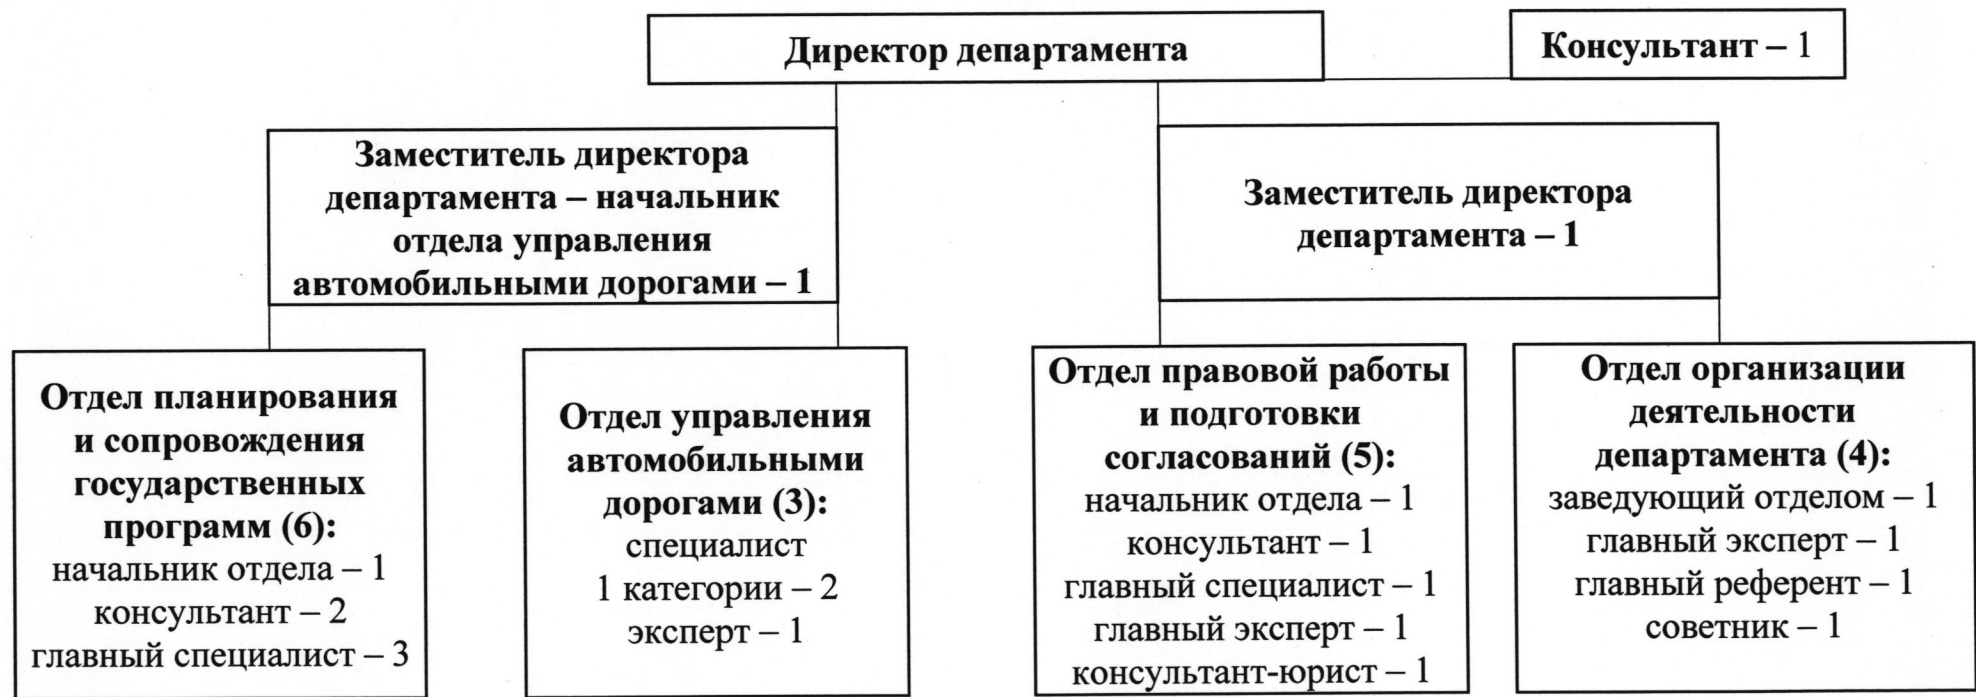 Директор департамента
Консультант – 1
Заместитель директора
департамента – начальник
отдела управления
автомобильными дорогами – 1
Заместитель директора
департамента – 1
Отдел планирования
и сопровождения
государственных
программ (6):
начальник отдела – 1
консультант – 2
главный специалист – 3
Отдел управления
автомобильными
дорогами (3):
специалист
1 категории – 2
эксперт – 1
Отдел правовой работы
и подготовки
согласований (5):
начальник отдела – 1
консультант – 1
главный специалист – 1
главный эксперт – 1
консультант-юрист – 1
Отдел организации
деятельности
департамента (4):
заведующий отделом – 1
главный эксперт – 1
главный референт – 1
советник – 1